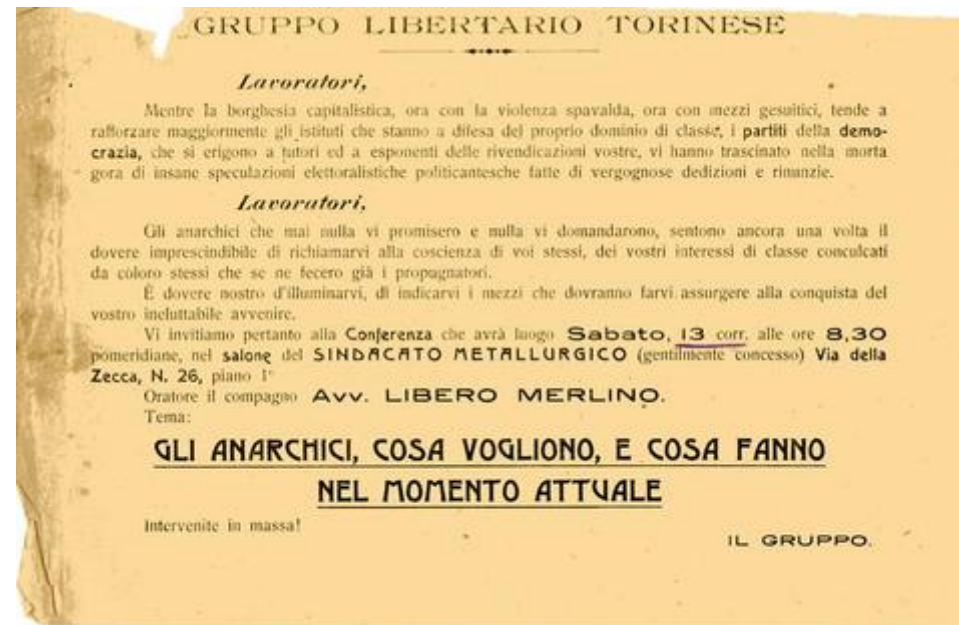 GRUPPO LIBERTARIO TORINESE
Lavoratori,
Mentre la borghesia capitalistica, ora con la violenza spavalda, ora con mezzi gesuitici, tende a
rafforzare maggiormente gli istituti che stanno a difesa del proprio dominio di classe, i partiti della demo-
crazia, che si erigono a tutori ed a esponenti delle rivendicazioni vostre, vi hanno trascinato nella morta
gora di insane speculazioni elettoralistiche politicantesche fatte di vergognose dedizioni e rinunzie.
Lavoratori,
Gli anarchici che mai nulla vi promisero e nulla vi domandarono, sentono ancora una volta il
dovere imprescindibile di richiamarvi alla coscienza di voi stessi, dei vostri interessi di classe conculcati
da coloro stessi che se ne fecero già i propugnatori.
È dovere nostro d'illuminarvi, di indicarvi i mezzi che dovranno farvi assurgere alla conquista del
vostro ineluttabile avvenire.
Vi invitiamo pertanto alla Conferenza che avrà luogo Sabato, 13 corr. alle ore 8,30
pomeridiane, nel salone del SINDACATO METALLURGICO (gentilmente concesso) Via della
Zecca, N. 26, piano 1°
Oratore il compagno Avv. LIBERO MERLINO.
Tema:
GLI ANARCHICI, COSA VOGLIONO, E COSA FANNO
NEL MOMENTO ATTUALE
Intervenite in massa!
IL GRUPPO.